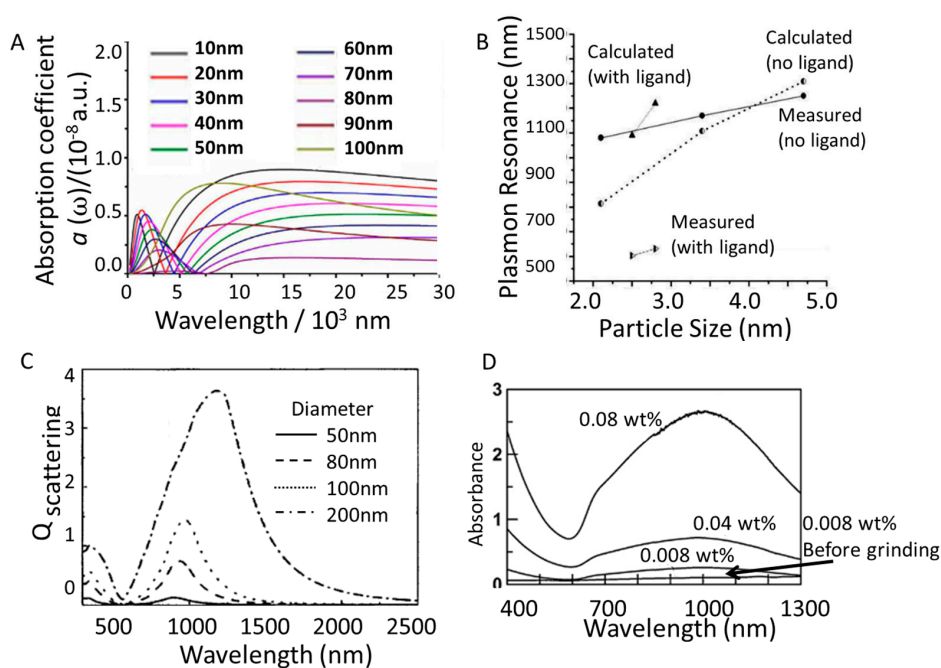 A
Absorption coefficient
α (ω)/(10⁻⁸ a.u.)
2.0
1.5
1.0
0.5
0.0
10nm
20nm
30nm
40nm
50nm
60nm
70nm
80nm
90nm
100nm
0 5 10 15 20 25 30
Wavelength / 10³ nm
B
Plasmon Resonance (nm)
1500
1300
1100
900
700
500
Calculated
(with ligand)
Calculated
(no ligand)
Measured
(no ligand)
Measured
(with ligand)
2.0 3.0 4.0 5.0
Particle Size (nm)
C
Q scattering
4
3
2
1
0
Diameter
50nm
80nm
100nm
200nm
500 1000 1500 2000 2500
Wavelength (nm)
D
Absorbance
3
2
1
0
0.08 wt%
0.04 wt%
0.008 wt%
0.008 wt%
Before grinding
400 700 1000 1300
Wavelength (nm)